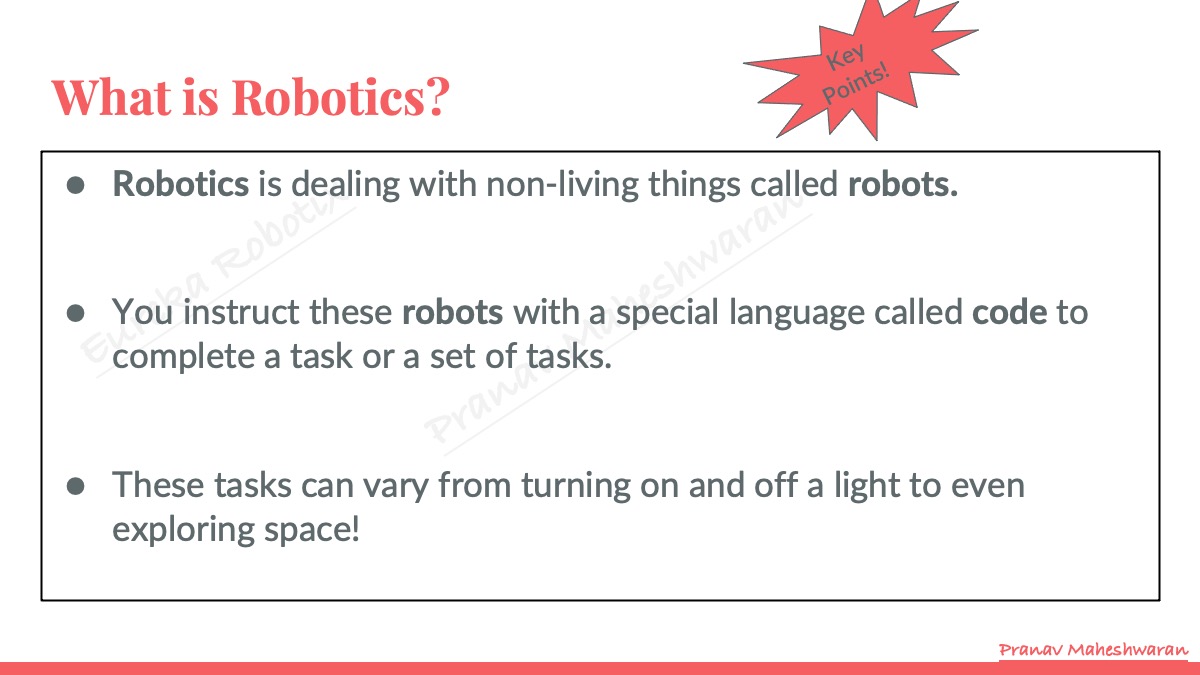 Key
Points!
What is Robotics?
● Robotics is dealing with non-living things called robots.
● You instruct these robots with a special language called code to
complete a task or a set of tasks.
● These tasks can vary from turning on and off a light to even
exploring space!
Eureka Robotix
Pranav Maheshwaran
Pranav Maheshwaran